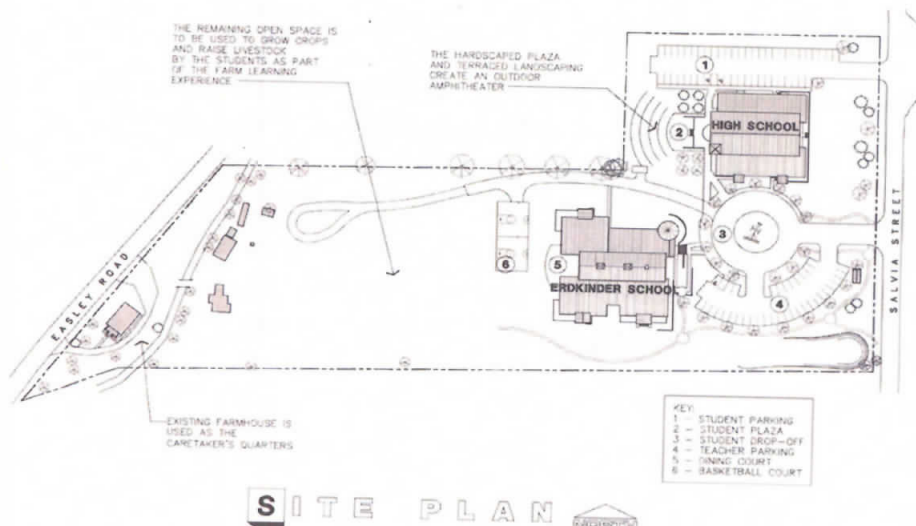 THE REMAINING OPEN SPACE IS
TO BE USED TO GROW CROPS
AND RAISE LIVESTOCK
BY THE STUDENTS AS PART
OF THE FARM LEARNING
EXPERIENCE
THE HARDSCAPED PLAZA
AND TERRACED LANDSCAPING
CREATE AN OUTDOOR
AMPHITHEATER
1
2
HIGH SCHOOL
3
SALVIA STREET
EASLEY ROAD
6
5
ERDKINDER SCHOOL
4
EXISTING FARMHOUSE IS
USED AS THE
CARETAKER'S QUARTERS
KEY:
1 - STUDENT PARKING
2 - STUDENT PLAZA
3 - STUDENT DROP-OFF
4 - TEACHER PARKING
5 - DINING COURT
6 - BASKETBALL COURT
SITE PLAN